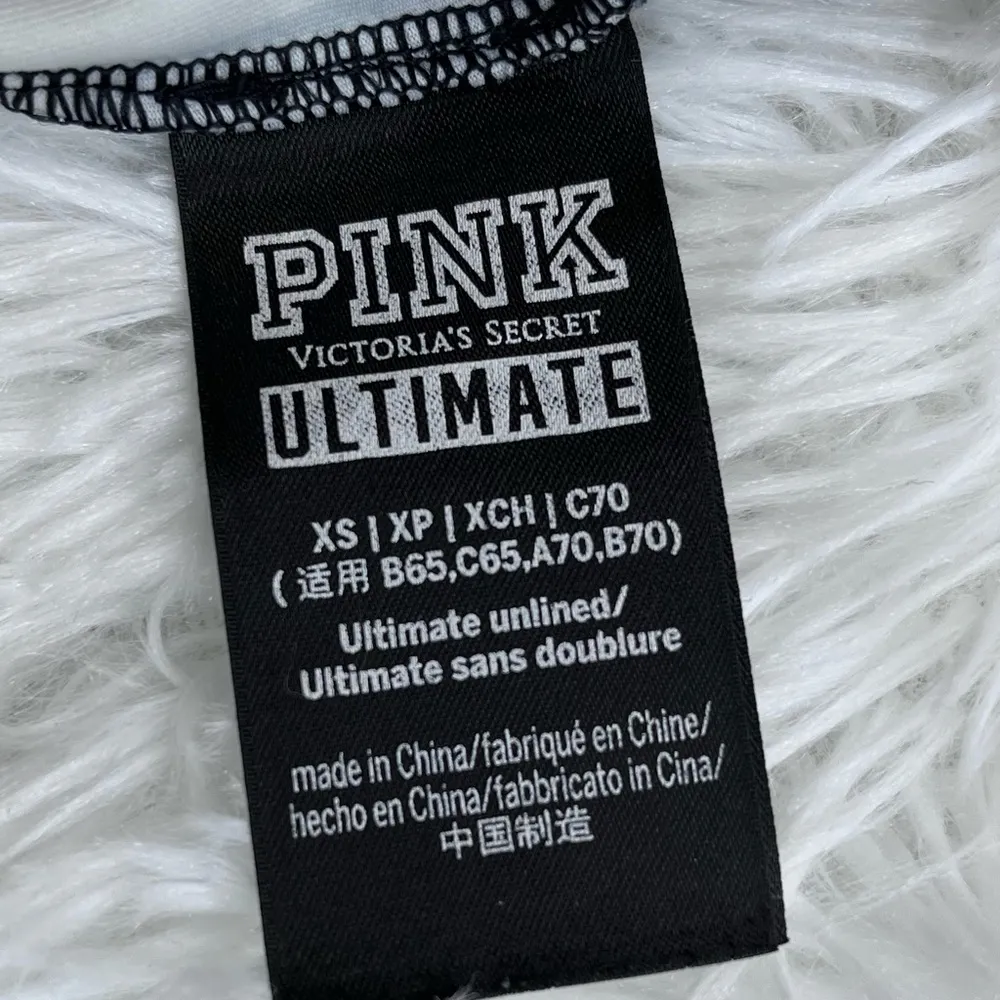 PINK
VICTORIA'S SECRET
ULTIMATE
XS | XP | XCH | C70
( 适用 B65,C65,A70,B70)
Ultimate unlined/
Ultimate sans doublure
made in China/fabriqué en Chine/
hecho en China/fabbricato in Cina/
中国制造